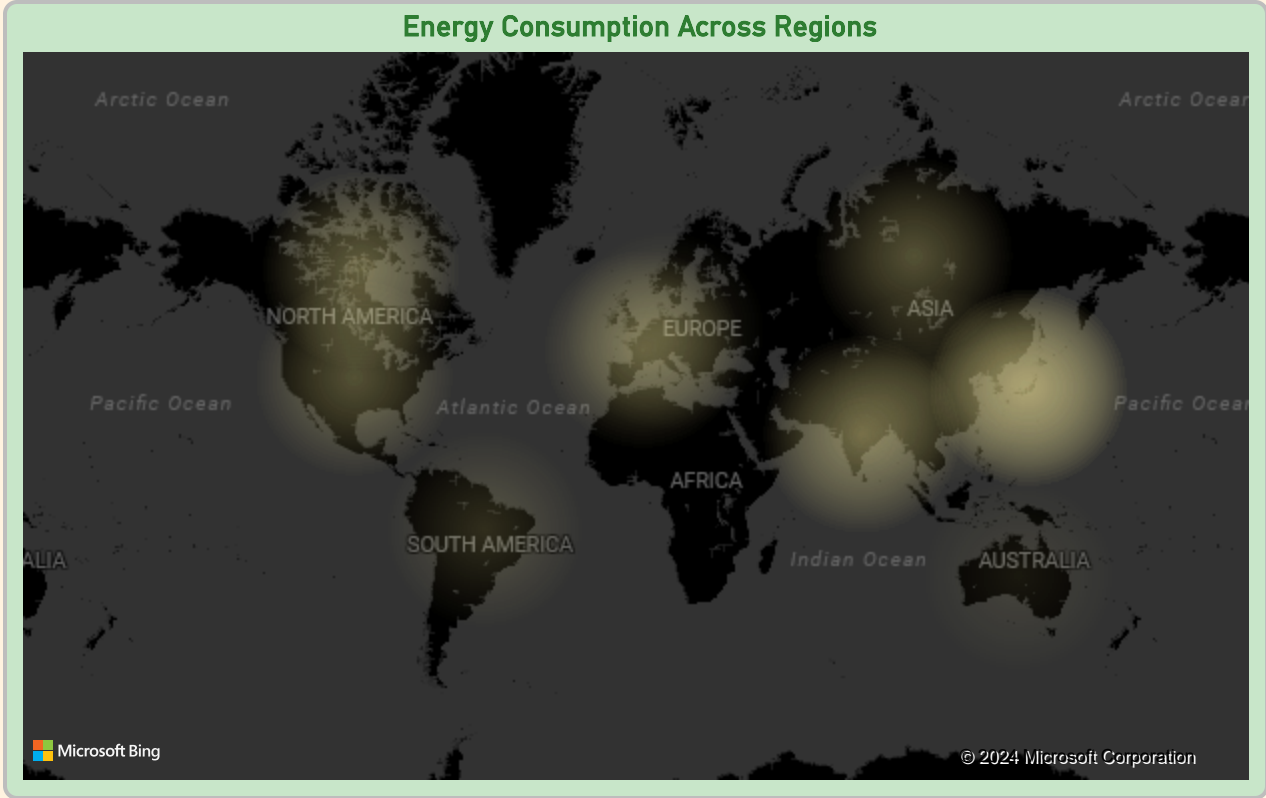 Energy Consumption Across Regions
Arctic Ocean
Arctic Ocean
NORTH AMERICA
ASIA
EUROPE
Pacific Ocean
Atlantic Ocean
Pacific Ocean
AFRICA
SOUTH AMERICA
ALIA
Indian Ocean
AUSTRALIA
Microsoft Bing
© 2024 Microsoft Corporation